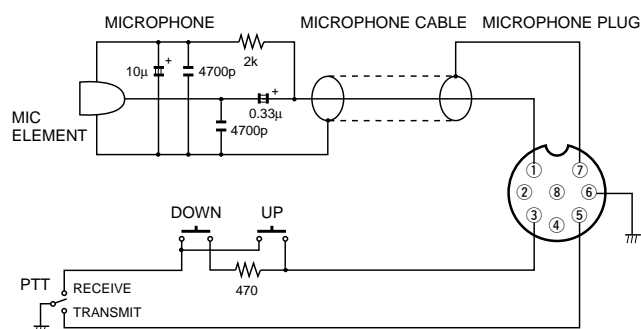 MICROPHONE MICROPHONE CABLE MICROPHONE PLUG
2k
10µ + 4700p
+
0.33µ
MIC
ELEMENT
4700p
1 7
2 8 6
3 5
4
DOWN UP
470
PTT RECEIVE
TRANSMIT